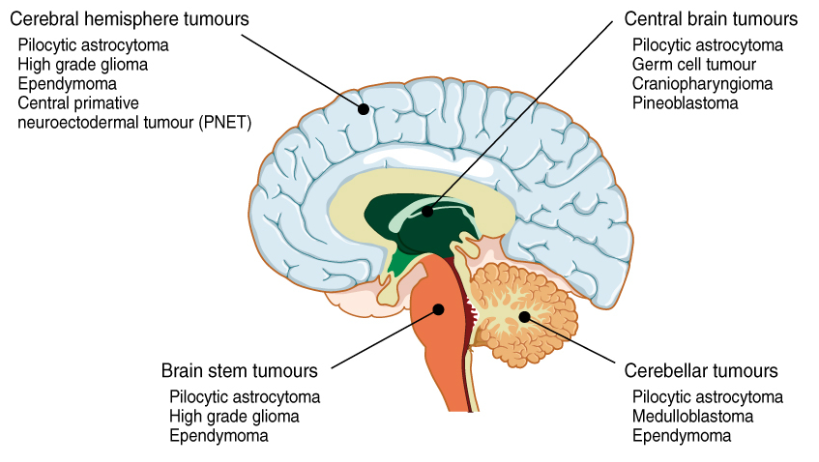 Cerebral hemisphere tumours
Pilocytic astrocytoma
High grade glioma
Ependymoma
Central primative
neuroectodermal tumour (PNET)
Central brain tumours
Pilocytic astrocytoma
Germ cell tumour
Craniopharyngioma
Pineoblastoma
Brain stem tumours
Pilocytic astrocytoma
High grade glioma
Ependymoma
Cerebellar tumours
Pilocytic astrocytoma
Medulloblastoma
Ependymoma